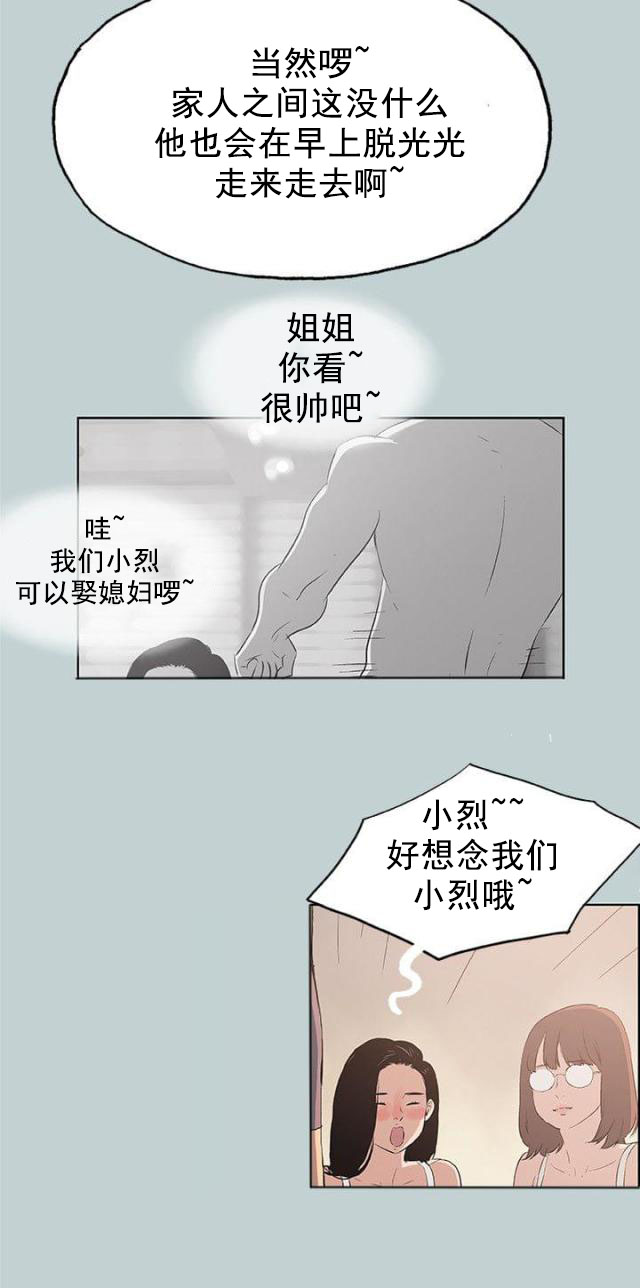 当然啰~
家人之间这没什么
他也会在早上脱光光
走来走去啊~
姐姐
你看~
很帅吧~
哇~
我们小烈
可以娶媳妇啰~
小烈~~
好想念我们
小烈哦~